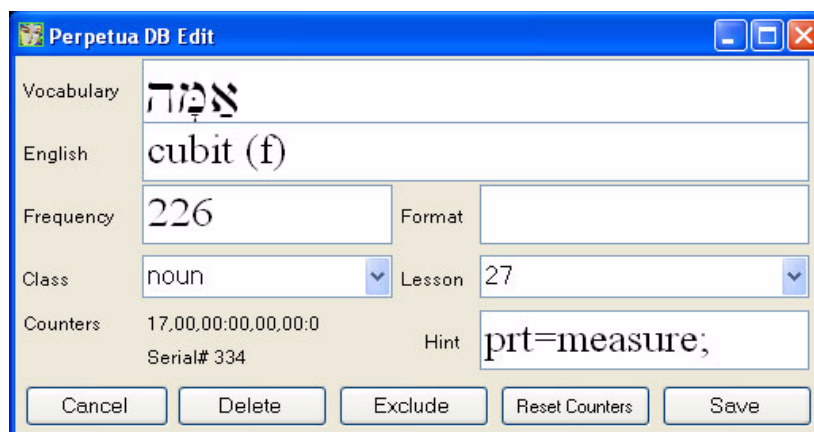 Perpetua DB Edit
Vocabulary אַמָּה
English cubit (f)
Frequency 226 Format
Class noun Lesson 27
Counters 17,00,00:00,00,00:0
Serial# 334
Hint prt=measure;
Cancel Delete Exclude Reset Counters Save